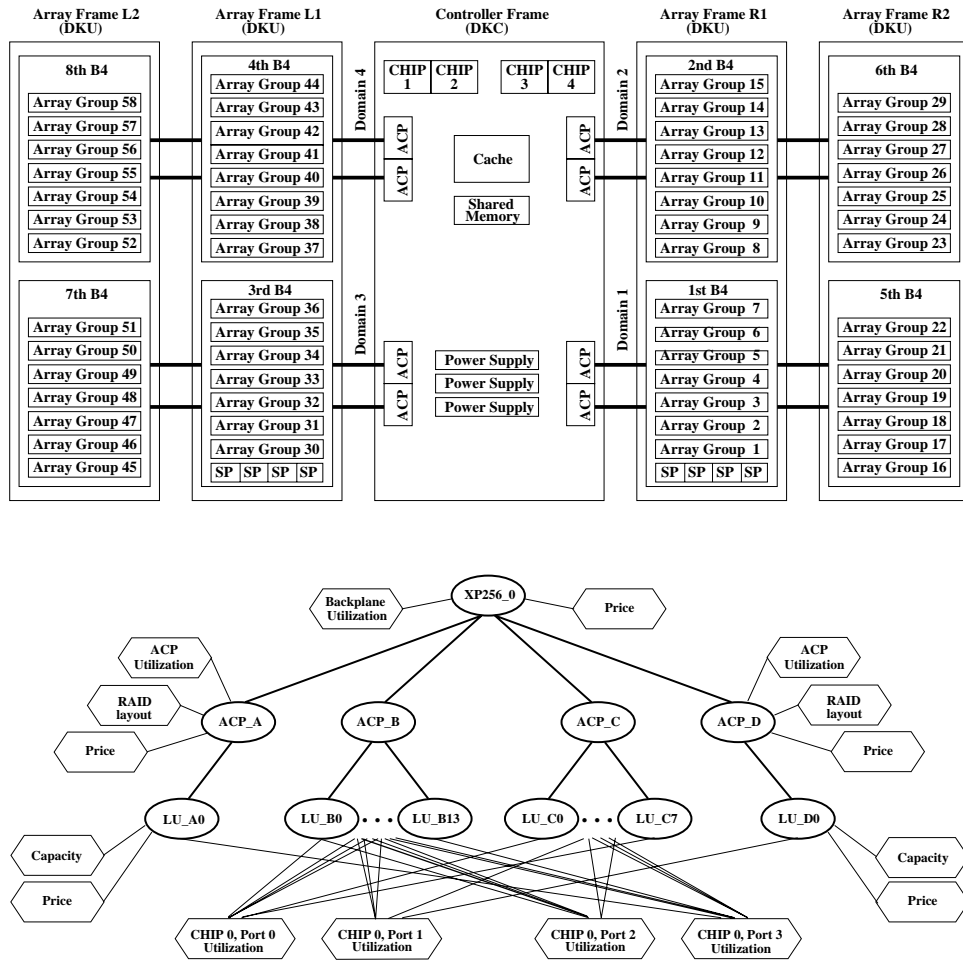 Array Frame L2
(DKU)
Array Frame L1
(DKU)
Controller Frame
(DKC)
Array Frame R1
(DKU)
Array Frame R2
(DKU)
8th B4
Array Group 58
Array Group 57
Array Group 56
Array Group 55
Array Group 54
Array Group 53
Array Group 52
7th B4
Array Group 51
Array Group 50
Array Group 49
Array Group 48
Array Group 47
Array Group 46
Array Group 45
4th B4
Array Group 44
Array Group 43
Array Group 42
Array Group 41
Array Group 40
Array Group 39
Array Group 38
Array Group 37
3rd B4
Array Group 36
Array Group 35
Array Group 34
Array Group 33
Array Group 32
Array Group 31
Array Group 30
SP SP SP SP
Domain 4
Domain 3
CHIP
1
CHIP
2
CHIP
3
CHIP
4
ACP
ACP
ACP
ACP
Cache
Shared
Memory
ACP
ACP
Power Supply
Power Supply
Power Supply
ACP
ACP
Domain 2
Domain 1
2nd B4
Array Group 15
Array Group 14
Array Group 13
Array Group 12
Array Group 11
Array Group 10
Array Group 9
Array Group 8
1st B4
Array Group 7
Array Group 6
Array Group 5
Array Group 4
Array Group 3
Array Group 2
Array Group 1
SP SP SP SP
6th B4
Array Group 29
Array Group 28
Array Group 27
Array Group 26
Array Group 25
Array Group 24
Array Group 23
5th B4
Array Group 22
Array Group 21
Array Group 20
Array Group 19
Array Group 18
Array Group 17
Array Group 16
XP256_0
Backplane
Utilization
Price
ACP
Utilization
RAID
layout
Price
ACP_A
ACP_B
ACP_C
ACP_D
ACP
Utilization
RAID
layout
Price
LU_A0
LU_B0
. . .
LU_B13
LU_C0
. . .
LU_C7
LU_D0
Capacity
Price
Capacity
Price
CHIP 0, Port 0
Utilization
CHIP 0, Port 1
Utilization
CHIP 0, Port 2
Utilization
CHIP 0, Port 3
Utilization